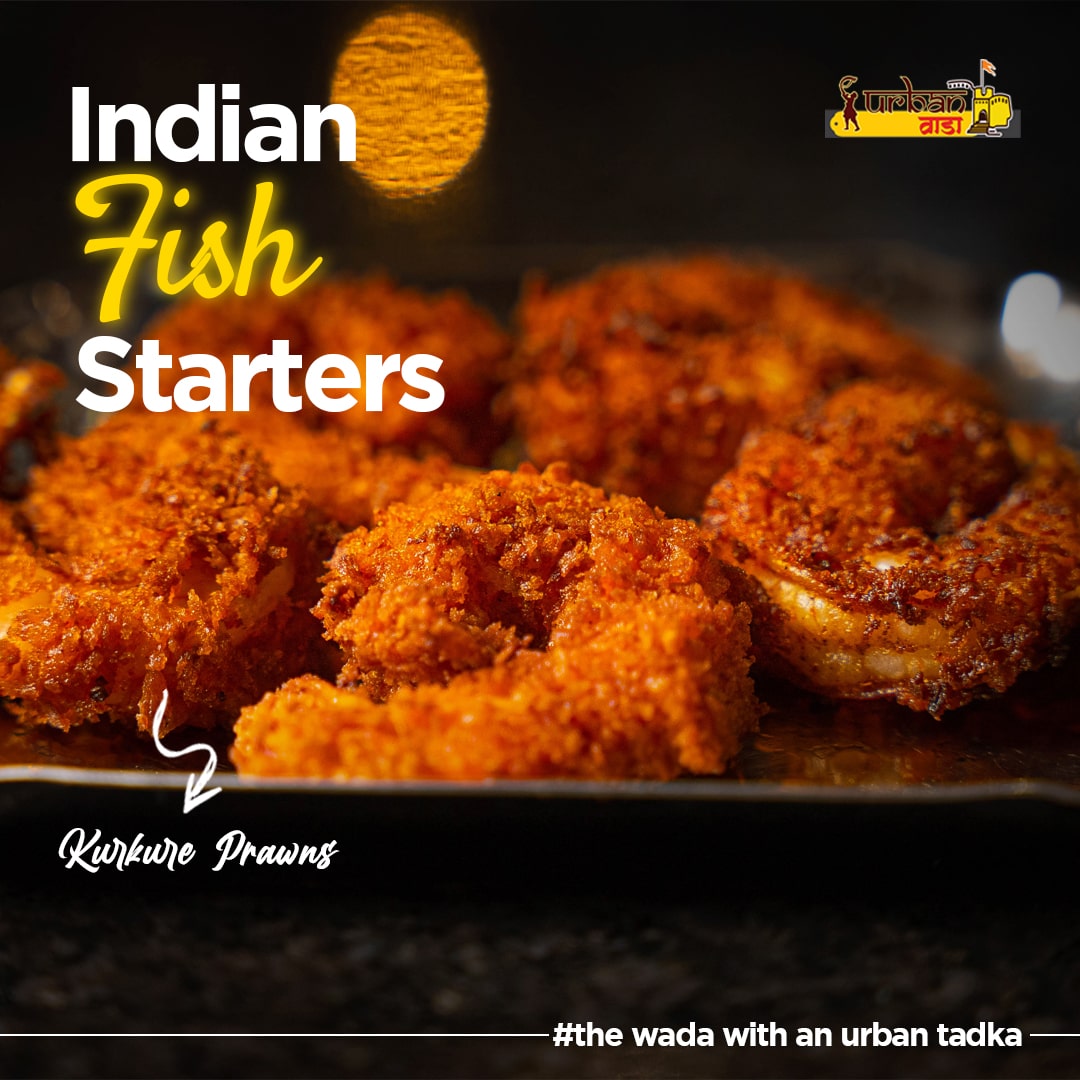 Indian
Fish
Starters
urban
वाडा
Kurkure Prawns
#the wada with an urban tadka